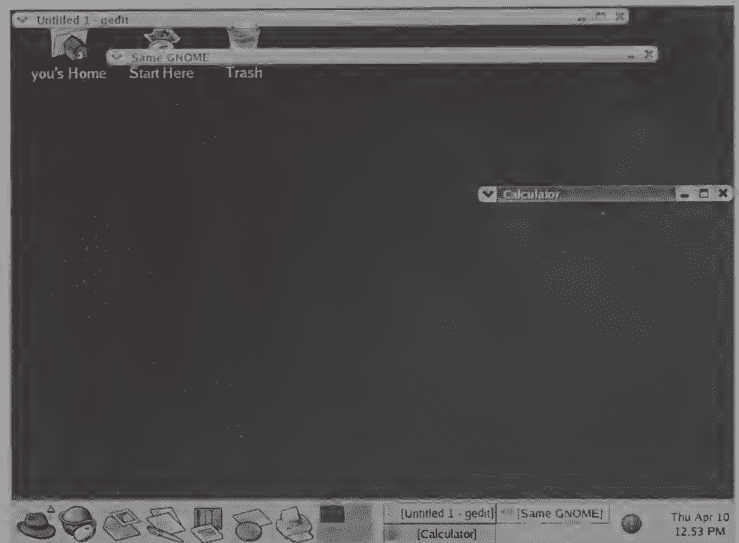 Untitled 1 - gedit
Same GNOME
you's Home
Start Here
Trash
Calculator
[Untitled 1 - gedit]
[Same GNOME]
[Calculator]
Thu Apr 10
12.53 PM